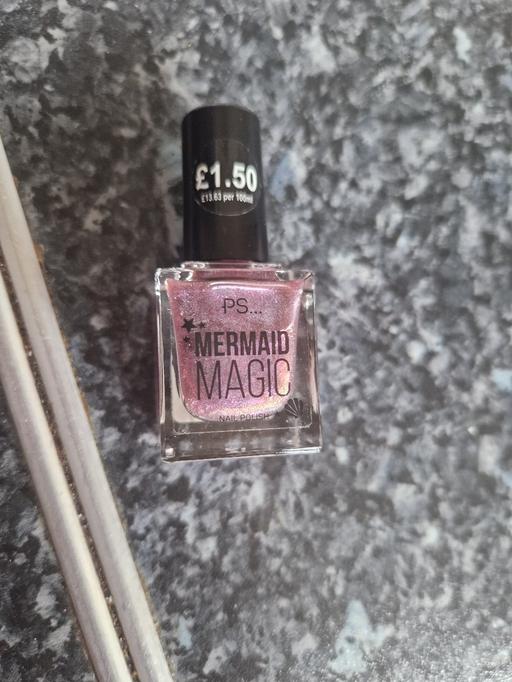 £1.50
£13.63 per 100ml
PS...
MERMAID
MAGIC
NAIL POLISH